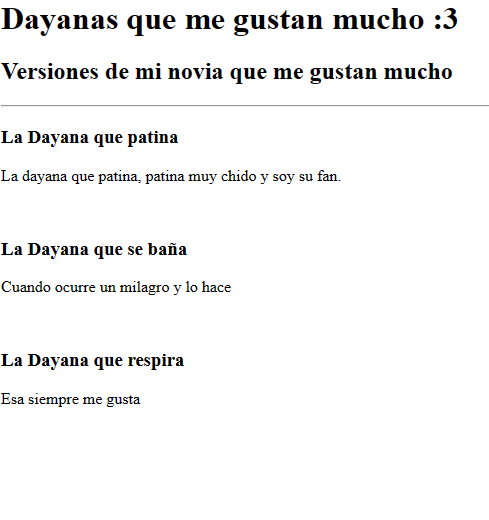 Dayanas que me gustan mucho :3
Versiones de mi novia que me gustan mucho
La Dayana que patina
La dayana que patina, patina muy chido y soy su fan.
La Dayana que se baña
Cuando ocurre un milagro y lo hace
La Dayana que respira
Esa siempre me gusta